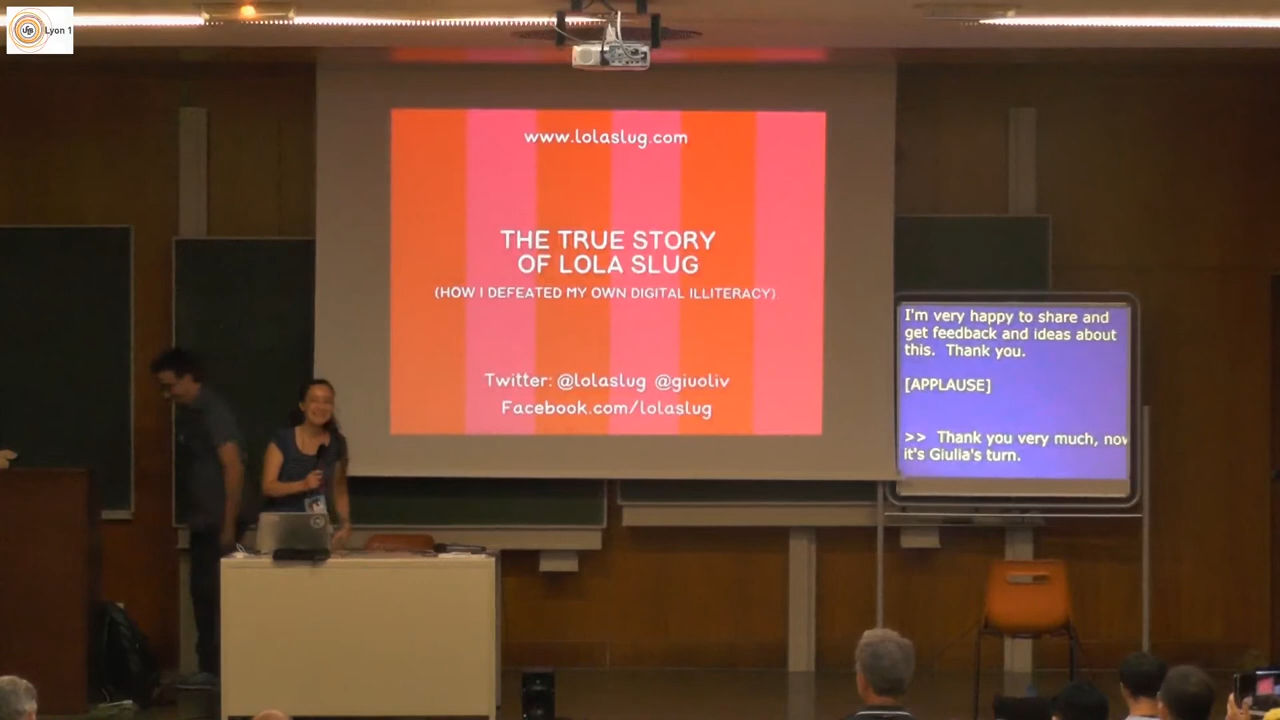 Lyon 1
www.lolaslug.com
THE TRUE STORY
OF LOLA SLUG
(HOW I DEFEATED MY OWN DIGITAL ILLITERACY)
Twitter: @lolaslug @giuoliv
Facebook.com/lolaslug
I'm very happy to share and
get feedback and ideas about
this. Thank you.
[APPLAUSE]
>> Thank you very much, now
it's Giulia's turn.